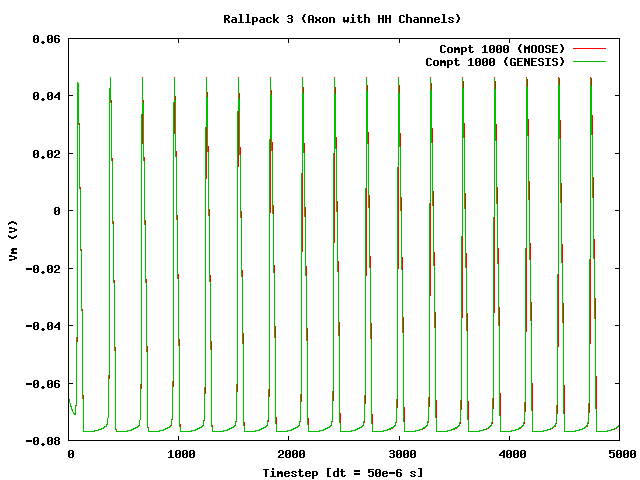 Rallpack 3 (Axon with HH Channels)
Compt 1000 (MOOSE)
Compt 1000 (GENESIS)
0.06
0.04
0.02
0
-0.02
-0.04
-0.06
-0.08
Vm (V)
0 1000 2000 3000 4000 5000
Timestep [dt = 50e-6 s]